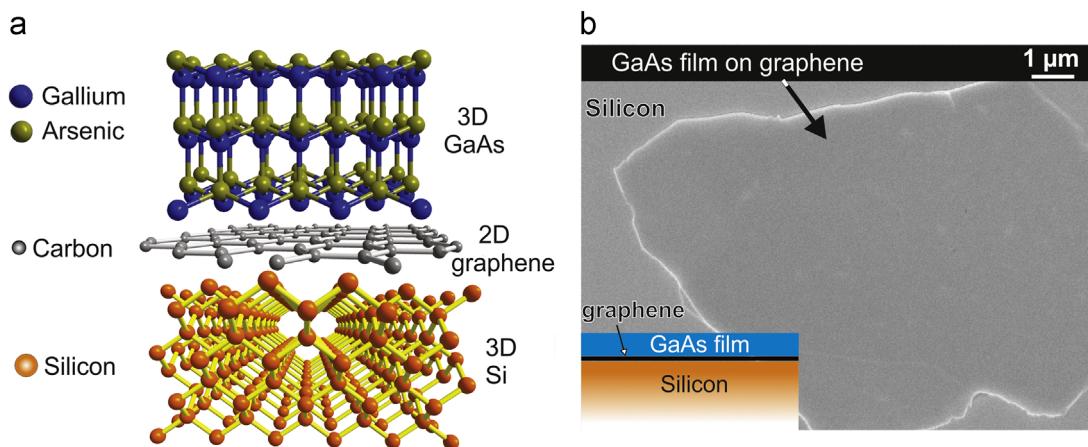 a
Gallium
Arsenic
3D
GaAs
Carbon
2D
graphene
Silicon
3D
Si
b
GaAs film on graphene
1 µm
Silicon
graphene
GaAs film
Silicon